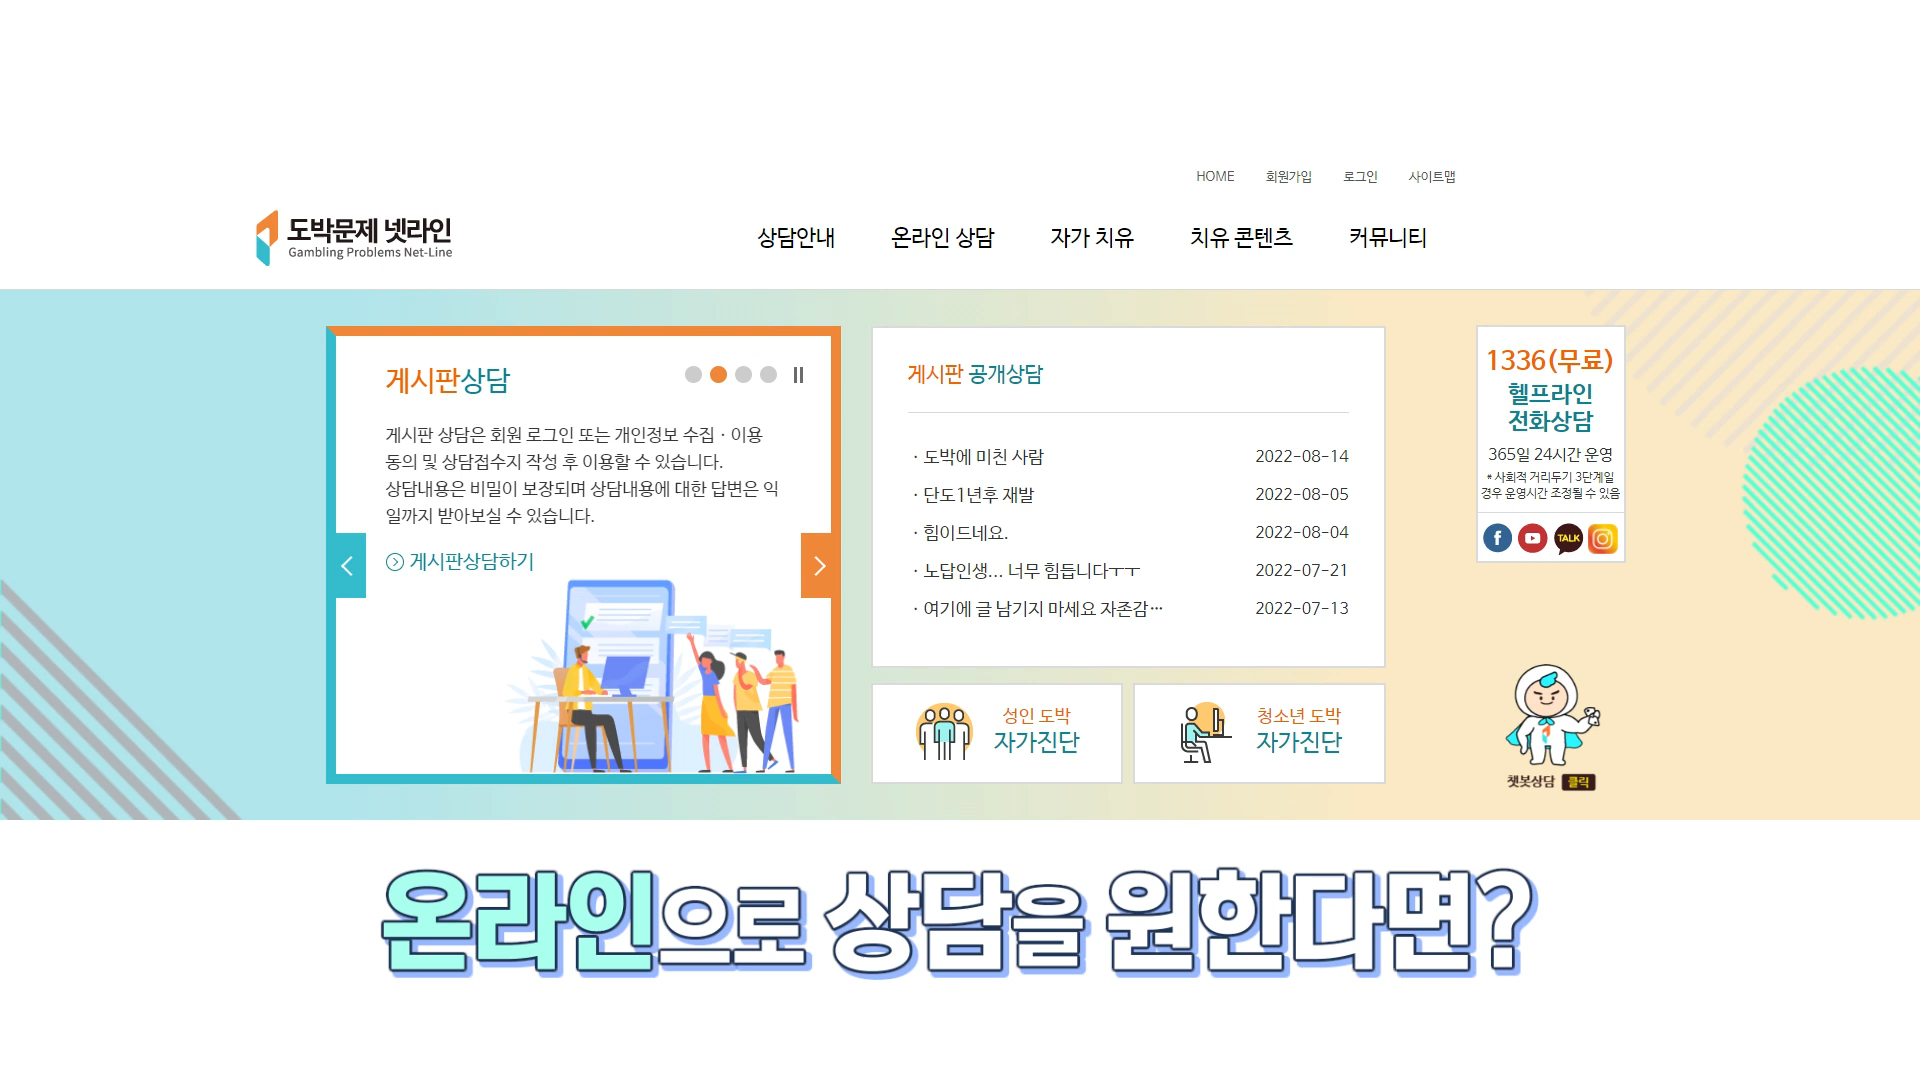 HOME 회원가입 로그인 사이트맵
도박문제 넷라인
Gambling Problems Net-Line
상담안내 온라인 상담 자가 치유 치유 콘텐츠 커뮤니티
게시판상담
게시판 상담은 회원 로그인 또는 개인정보 수집 · 이용
동의 및 상담접수지 작성 후 이용할 수 있습니다.
상담내용은 비밀이 보장되며 상담내용에 대한 답변은 익
일까지 받아보실 수 있습니다.
게시판상담하기
게시판 공개상담
· 도박에 미친 사람 2022-08-14
· 단도1년후 재발 2022-08-05
· 힘이드네요. 2022-08-04
· 노답인생... 너무 힘듭니다ㅜㅜ 2022-07-21
· 여기에 글 남기지 마세요 자존감… 2022-07-13
성인 도박
자가진단
청소년 도박
자가진단
1336(무료)
헬프라인
전화상담
365일 24시간 운영
* 사회적 거리두기 3단계일
경우 운영시간 조정될 수 있음
TALK
챗봇상담 클릭
온라인으로 상담을 원한다면?